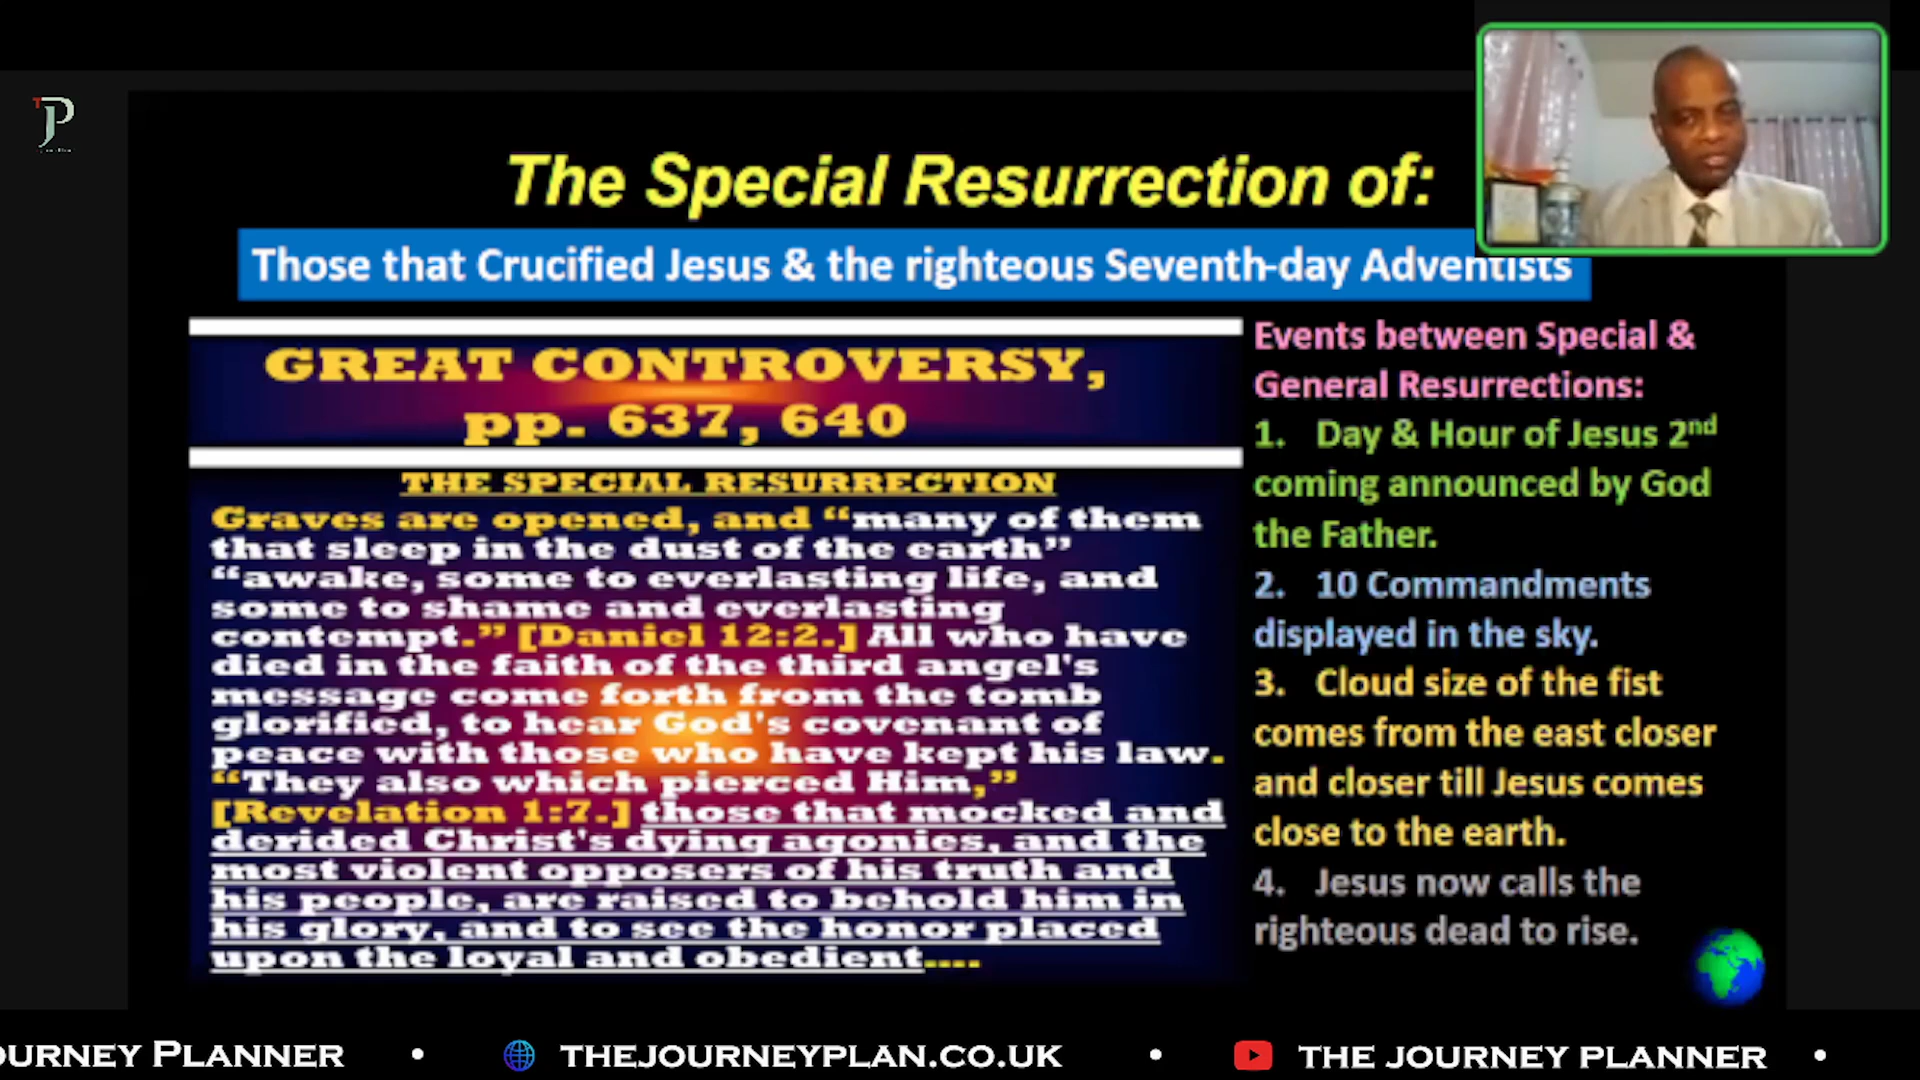 TJP
The Special Resurrection of:
Those that Crucified Jesus & the righteous Seventh-day Adventists
GREAT CONTROVERSY,
pp. 637, 640
THE SPECIAL RESURRECTION
Graves are opened, and “many of them
that sleep in the dust of the earth”
“awake, some to everlasting life, and
some to shame and everlasting
contempt.” [Daniel 12:2.] All who have
died in the faith of the third angel's
message come forth from the tomb
glorified, to hear God's covenant of
peace with those who have kept his law.
“They also which pierced Him,”
[Revelation 1:7.] those that mocked and
derided Christ's dying agonies, and the
most violent opposers of his truth and
his people, are raised to behold him in
his glory, and to see the honor placed
upon the loyal and obedient....
Events between Special &
General Resurrections:
1. Day & Hour of Jesus 2nd
coming announced by God
the Father.
2. 10 Commandments
displayed in the sky.
3. Cloud size of the fist
comes from the east closer
and closer till Jesus comes
close to the earth.
4. Jesus now calls the
righteous dead to rise.
OURNEY PLANNER • THEJOURNEYPLAN.CO.UK • THE JOURNEY PLANNER •